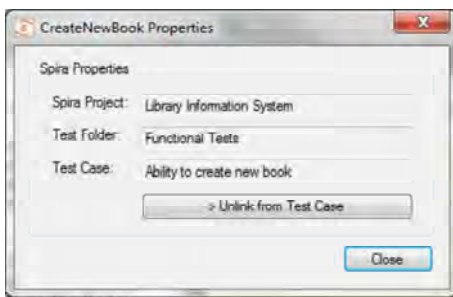 CreateNewBook Properties
Spira Properties
Spira Project: Library Information System
Test Folder: Functional Tests
Test Case: Ability to create new book
> Unlink from Test Case
Close